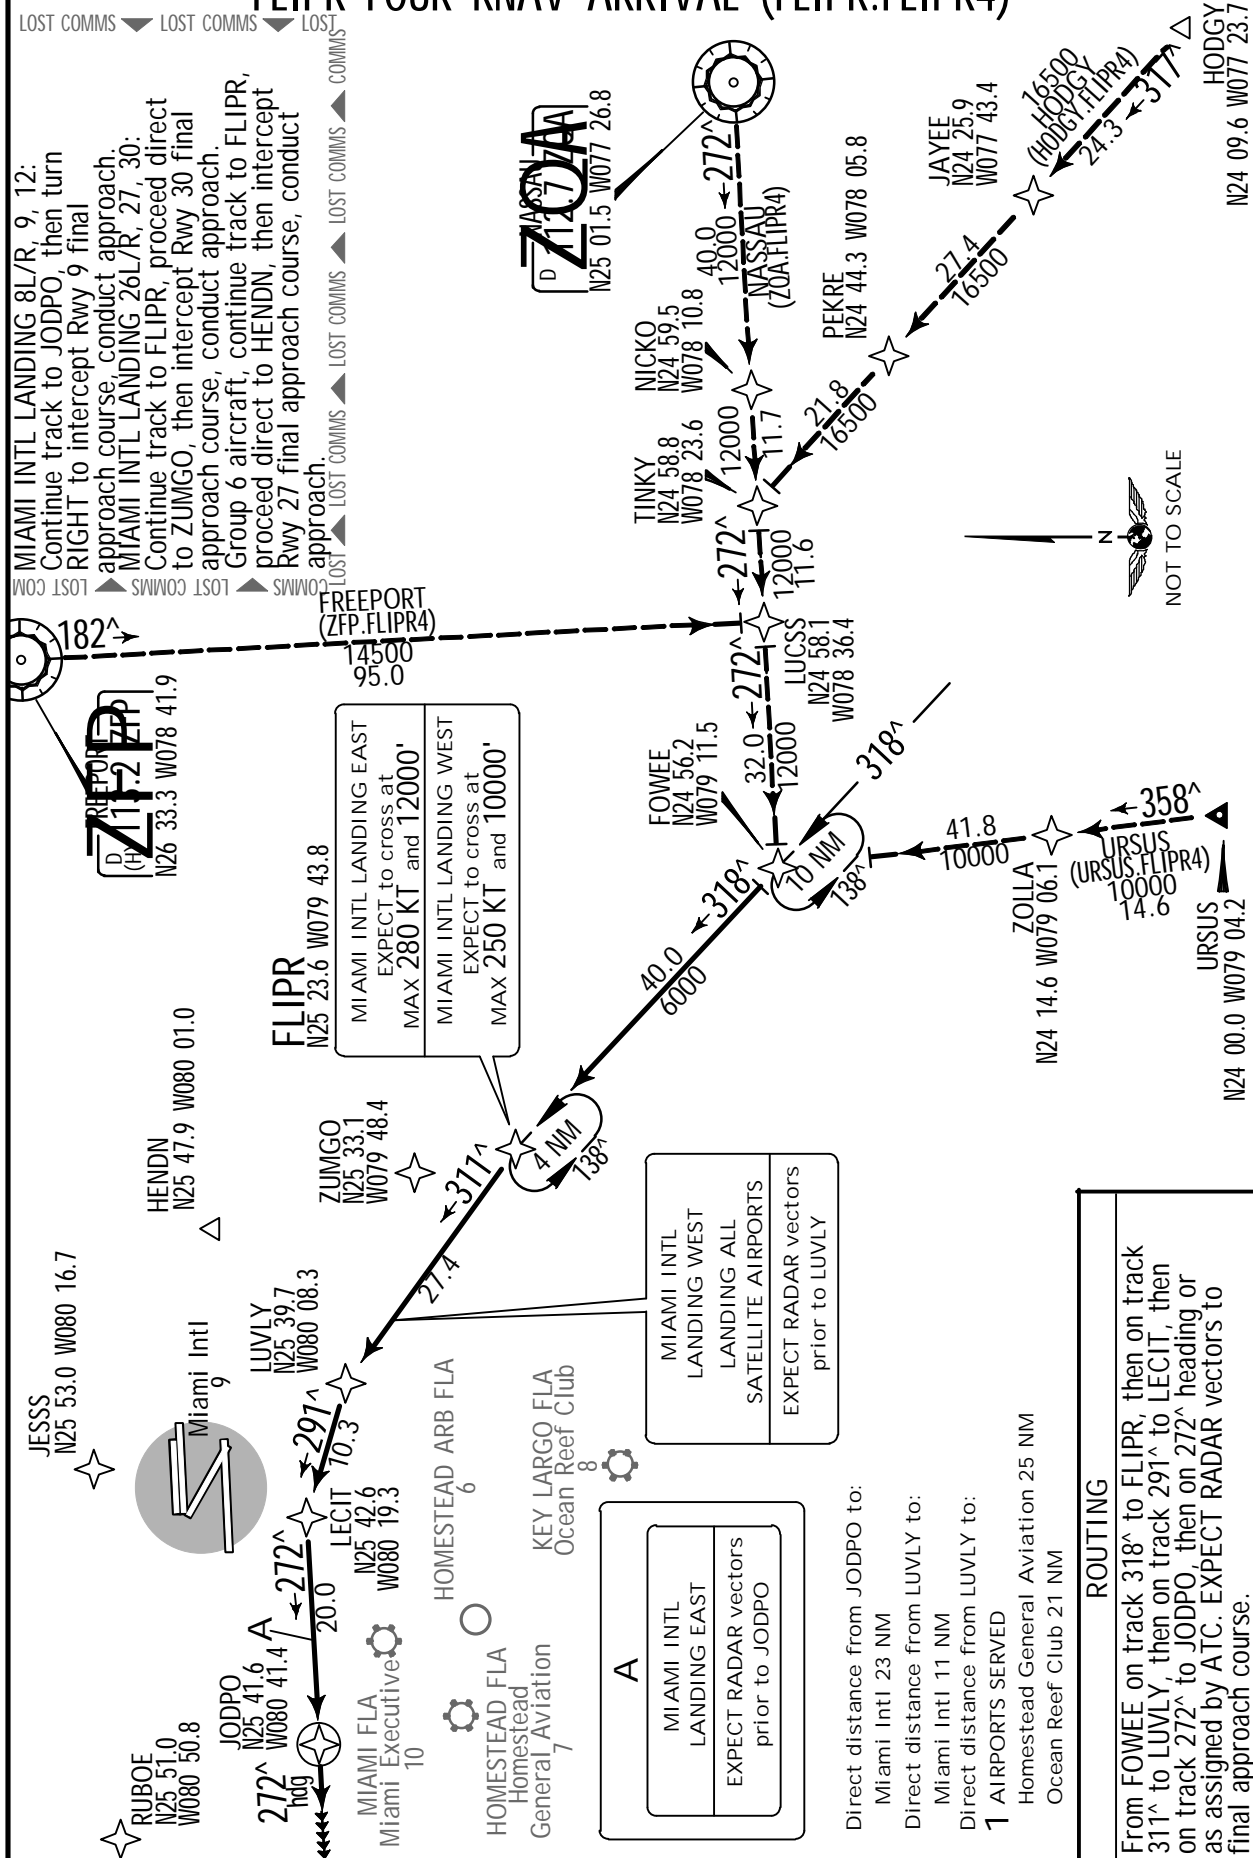 FLIPR FOUR RNAV ARRIVAL (FLIPR.FLIPR4)
LOST COMMS LOST COMMS LOST
COMMS LOST COMMS LOST COMMS LOST COMMS LOST
COMMS LOST COMMS LOST COM
MIAMI INTL LANDING 8L/R, 9, 12:
Continue track to JODPO, then turn
RIGHT to intercept Rwy 9 final
approach course, conduct approach.
MIAMI INTL LANDING 26L/R, 27, 30:
Continue track to FLIPR, proceed direct
to ZUMGO, then intercept Rwy 30 final
approach course, conduct approach.
Group 6 aircraft, continue track to FLIPR,
proceed direct to HENDN, then intercept
Rwy 27 final approach course, conduct
approach.
HODGY
N24 09.6 W077 23.7
317^
16500
HODGY
(HODGY.FLIPR4)
24.3
JAYEE
N24 25.9
W077 43.4
27.4
16500
PEKRE
N24 44.3 W078 05.8
21.8
16500
NASSAU
D 112.7 ZQA
ZQA
N25 01.5 W077 26.8
272^
40.0
12000
NASSAU
(ZQA.FLIPR4)
NICKO
N24 59.5
W078 10.8
12000
11.7
TINKY
N24 58.8
W078 23.6
272^
12000
11.6
LUCSS
N24 58.1
W078 36.4
272^
32.0
12000
182^
FREEPORT
(ZFP.FLIPR4)
14500
95.0
FREEPORT
D
(H) 113.2 ZFP
ZFP
N26 33.3 W078 41.9
FOWEE
N24 56.2
W079 11.5
318^
10 NM
138^
41.8
10000
ZOLLA
N24 14.6 W079 06.1
358^
URSUS
(URSUS.FLIPR4)
10000
14.6
URSUS
N24 00.0 W079 04.2
N
NOT TO SCALE
318^
40.0
6000
FLIPR
N25 23.6 W079 43.8
MIAMI INTL LANDING EAST
EXPECT to cross at
MAX 280 KT and 12000'
MIAMI INTL LANDING WEST
EXPECT to cross at
MAX 250 KT and 10000'
4 NM
138^
311^
27.4
ZUMGO
N25 33.1
W079 48.4
HENDN
N25 47.9 W080 01.0
JESSS
N25 53.0 W080 16.7
Miami Intl
9
LUVLY
N25 39.7
W080 08.3
291^
10.3
LECIT
N25 42.6
W080 19.3
272^
20.0
A
JODPO
N25 41.6
W080 41.4
272^
hdg
RUBOE
N25 51.0
W080 50.8
MIAMI FLA
Miami Executive
10
HOMESTEAD ARB FLA
6
HOMESTEAD FLA
Homestead
General Aviation
7
KEY LARGO FLA
Ocean Reef Club
8
MIAMI INTL
LANDING WEST
LANDING ALL
SATELLITE AIRPORTS
EXPECT RADAR vectors
prior to LUVLY
A
MIAMI INTL
LANDING EAST
EXPECT RADAR vectors
prior to JODPO
Direct distance from JODPO to:
Miami Intl 23 NM
Direct distance from LUVLY to:
Miami Intl 11 NM
Direct distance from LUVLY to:
1 AIRPORTS SERVED
Homestead General Aviation 25 NM
Ocean Reef Club 21 NM
ROUTING
From FOWEE on track 318^ to FLIPR, then on track
311^ to LUVLY, then on track 291^ to LECIT, then
on track 272^ to JODPO, then on 272^ heading or
as assigned by ATC. EXPECT RADAR vectors to
final approach course.